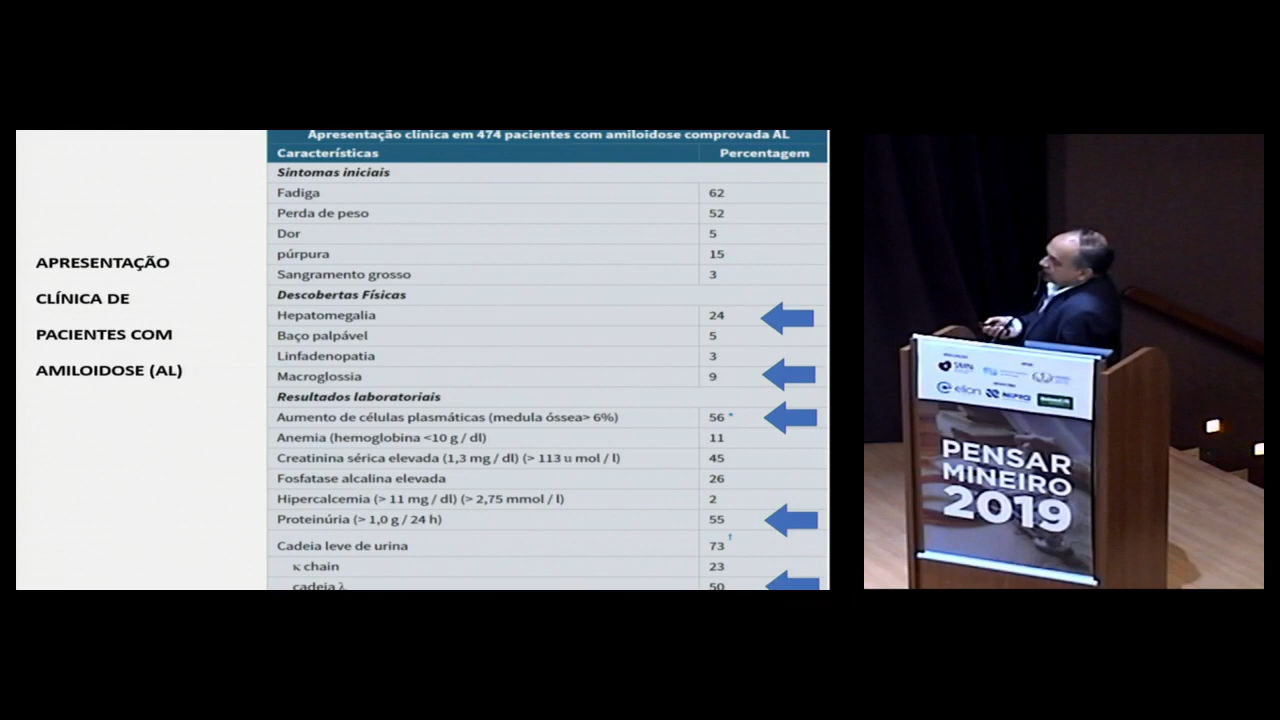 APRESENTAÇÃO
CLÍNICA DE
PACIENTES COM
AMILOIDOSE (AL)
Apresentação clínica em 474 pacientes com amiloidose comprovada AL
Características Percentagem
Síntomas iniciais
Fadiga 62
Perda de peso 52
Dor 5
púrpura 15
Sangramento grosso 3
Descobertas Físicas
Hepatomegalia 24
Baço palpável 5
Linfadenopatia 3
Macroglossia 9
Resultados laboratoriais
Aumento de células plasmáticas (medula óssea> 6%) 56 *
Anemia (hemoglobina <10 g / dl) 11
Creatinina sérica elevada (1,3 mg / dl) (> 113 u mol / l) 45
Fosfatase alcalina elevada 26
Hipercalcemia (> 11 mg / dl) (> 2,75 mmol / l) 2
Proteinúria (> 1,0 g / 24 h) 55
Cadeia leve de urina 73 †
κ chain 23
cadeia λ 50
SMN
elion
PENSAR
MINEIRO
2019